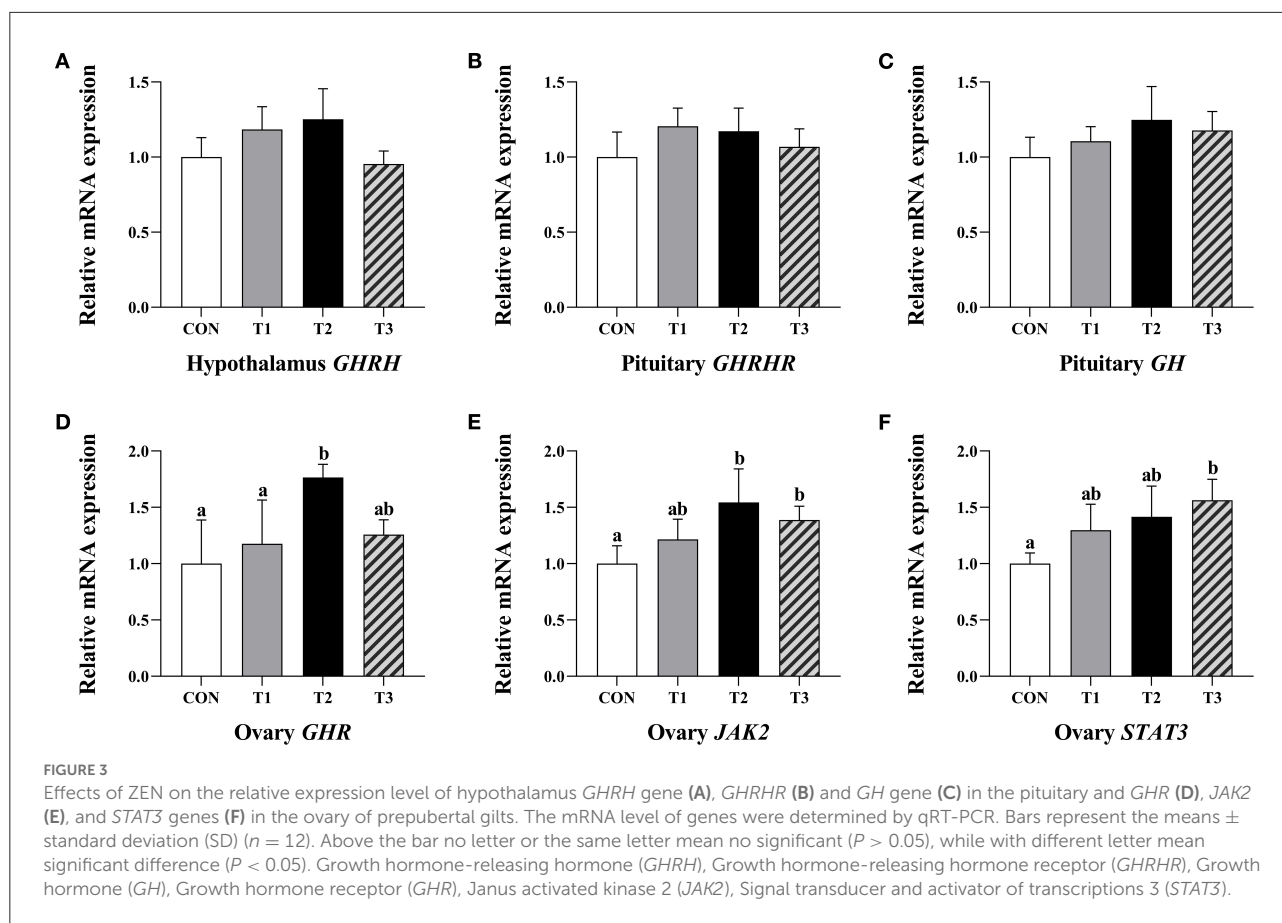 A
Relative mRNA expression
1.5
1.0
0.5
0.0
CON T1 T2 T3
Hypothalamus GHRH
B
Relative mRNA expression
1.5
1.0
0.5
0.0
CON T1 T2 T3
Pituitary GHRHR
C
Relative mRNA expression
1.5
1.0
0.5
0.0
CON T1 T2 T3
Pituitary GH
D
Relative mRNA expression
2.0
1.5
1.0
0.5
0.0
a a b ab
CON T1 T2 T3
Ovary GHR
E
Relative mRNA expression
2.0
1.5
1.0
0.5
0.0
a ab b b
CON T1 T2 T3
Ovary JAK2
F
Relative mRNA expression
2.0
1.5
1.0
0.5
0.0
a ab ab b
CON T1 T2 T3
Ovary STAT3
FIGURE 3
Effects of ZEN on the relative expression level of hypothalamus GHRH gene (A), GHRHR (B) and GH gene (C) in the pituitary and GHR (D), JAK2
(E), and STAT3 genes (F) in the ovary of prepubertal gilts. The mRNA level of genes were determined by qRT-PCR. Bars represent the means ±
standard deviation (SD) (n = 12). Above the bar no letter or the same letter mean no significant (P > 0.05), while with different letter mean
significant difference (P < 0.05). Growth hormone-releasing hormone (GHRH), Growth hormone-releasing hormone receptor (GHRHR), Growth
hormone (GH), Growth hormone receptor (GHR), Janus activated kinase 2 (JAK2), Signal transducer and activator of transcriptions 3 (STAT3).